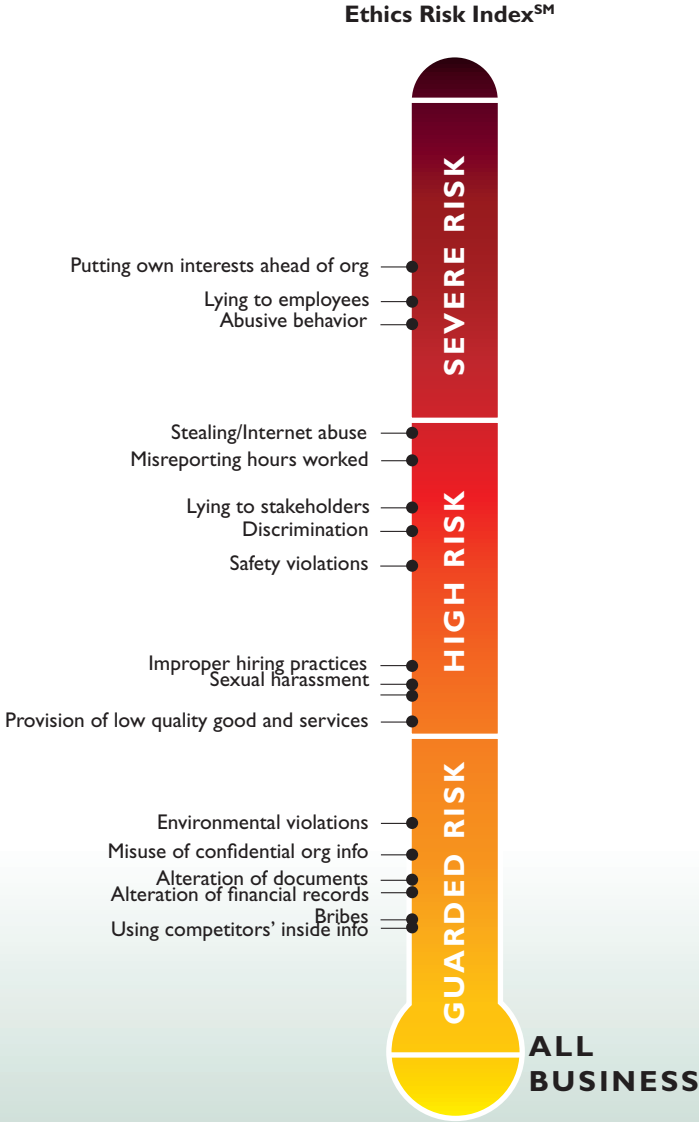 Ethics Risk Index℠
SEVERE RISK
Putting own interests ahead of org
Lying to employees
Abusive behavior
HIGH RISK
Stealing/Internet abuse
Misreporting hours worked
Lying to stakeholders
Discrimination
Safety violations
Improper hiring practices
Sexual harassment
Provision of low quality good and services
GUARDED RISK
Environmental violations
Misuse of confidential org info
Alteration of documents
Alteration of financial records
Bribes
Using competitors’ inside info
ALL
BUSINESS